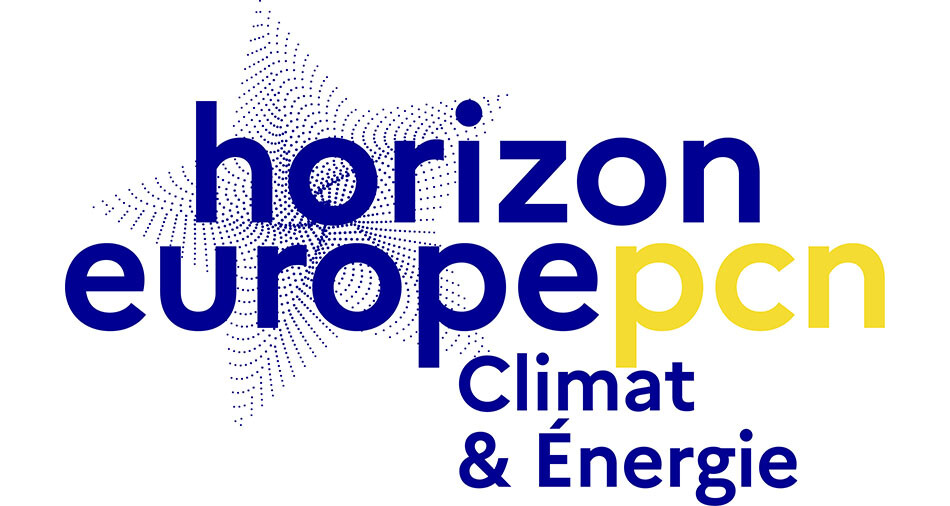 horizon
europepcn
Climat
& Énergie